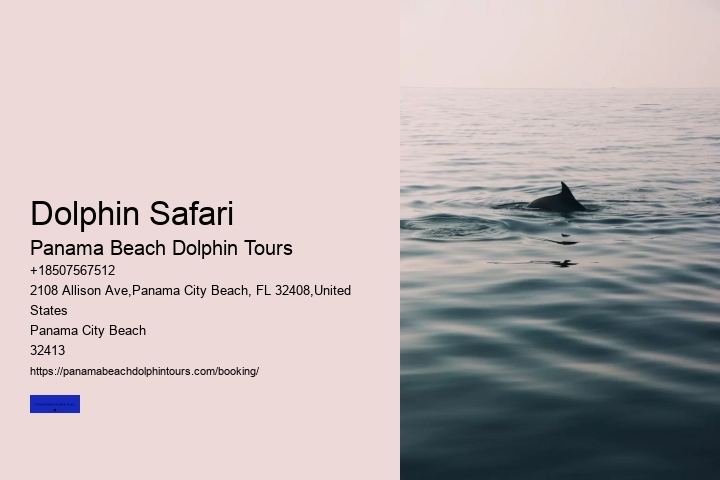 Dolphin Safari
Panama Beach Dolphin Tours
+18507567512
2108 Allison Ave,Panama City Beach, FL 32408,United
States
Panama City Beach
32413
https://panamabeachdolphintours.com/booking/